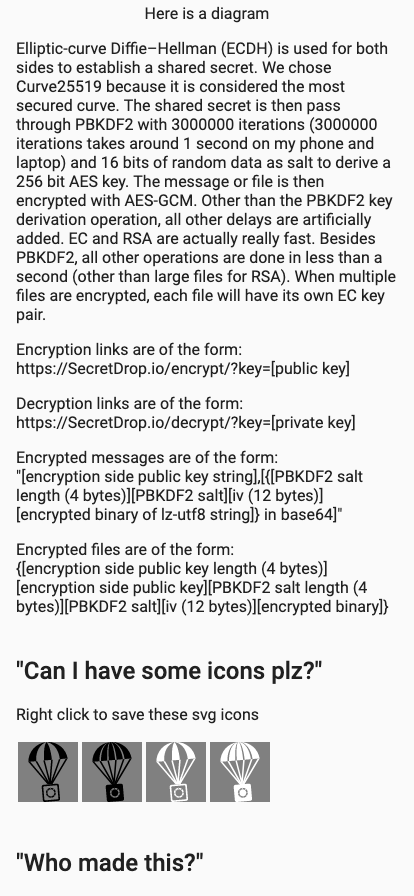 Here is a diagram
Elliptic-curve Diffie–Hellman (ECDH) is used for both
sides to establish a shared secret. We chose
Curve25519 because it is considered the most
secured curve. The shared secret is then pass
through PBKDF2 with 3000000 iterations (3000000
iterations takes around 1 second on my phone and
laptop) and 16 bits of random data as salt to derive a
256 bit AES key. The message or file is then
encrypted with AES-GCM. Other than the PBKDF2 key
derivation operation, all other delays are artificially
added. EC and RSA are actually really fast. Besides
PBKDF2, all other operations are done in less than a
second (other than large files for RSA). When multiple
files are encrypted, each file will have its own EC key
pair.
Encryption links are of the form:
https://SecretDrop.io/encrypt/?key=[public key]
Decryption links are of the form:
https://SecretDrop.io/decrypt/?key=[private key]
Encrypted messages are of the form:
"[encryption side public key string],[{[PBKDF2 salt
length (4 bytes)][PBKDF2 salt][iv (12 bytes)]
[encrypted binary of lz-utf8 string]} in base64]"
Encrypted files are of the form:
{[encryption side public key length (4 bytes)]
[encryption side public key][PBKDF2 salt length (4
bytes)][PBKDF2 salt][iv (12 bytes)][encrypted binary]}
"Can I have some icons plz?"
Right click to save these svg icons
"Who made this?"